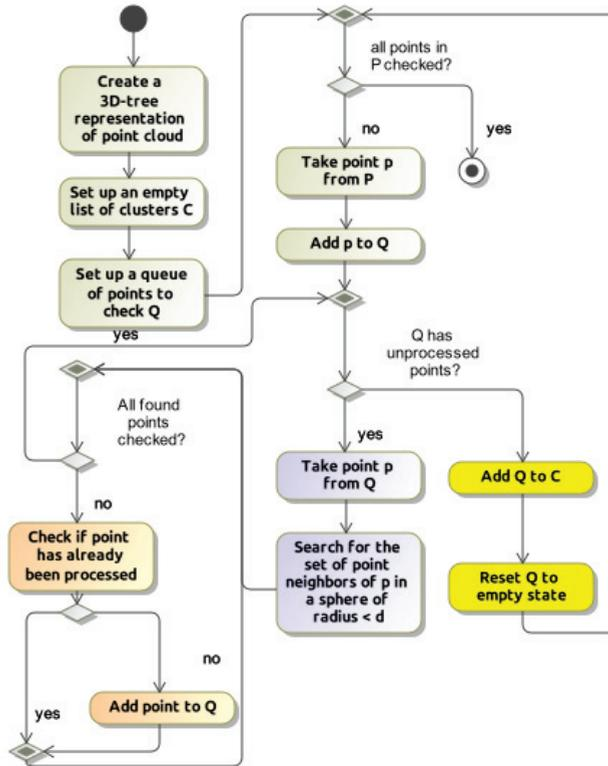 Create a
3D-tree
representation
of point cloud
Set up an empty
list of clusters C
Set up a queue
of points to
check Q
all points in
P checked?
no
yes
Take point p
from P
Add p to Q
yes
Q has
unprocessed
points?
All found
points
checked?
yes
no
Take point p
from Q
Add Q to C
Check if point
has already
been processed
Search for the
set of point
neighbors of p in
a sphere of
radius < d
Reset Q to
empty state
no
yes
Add point to Q